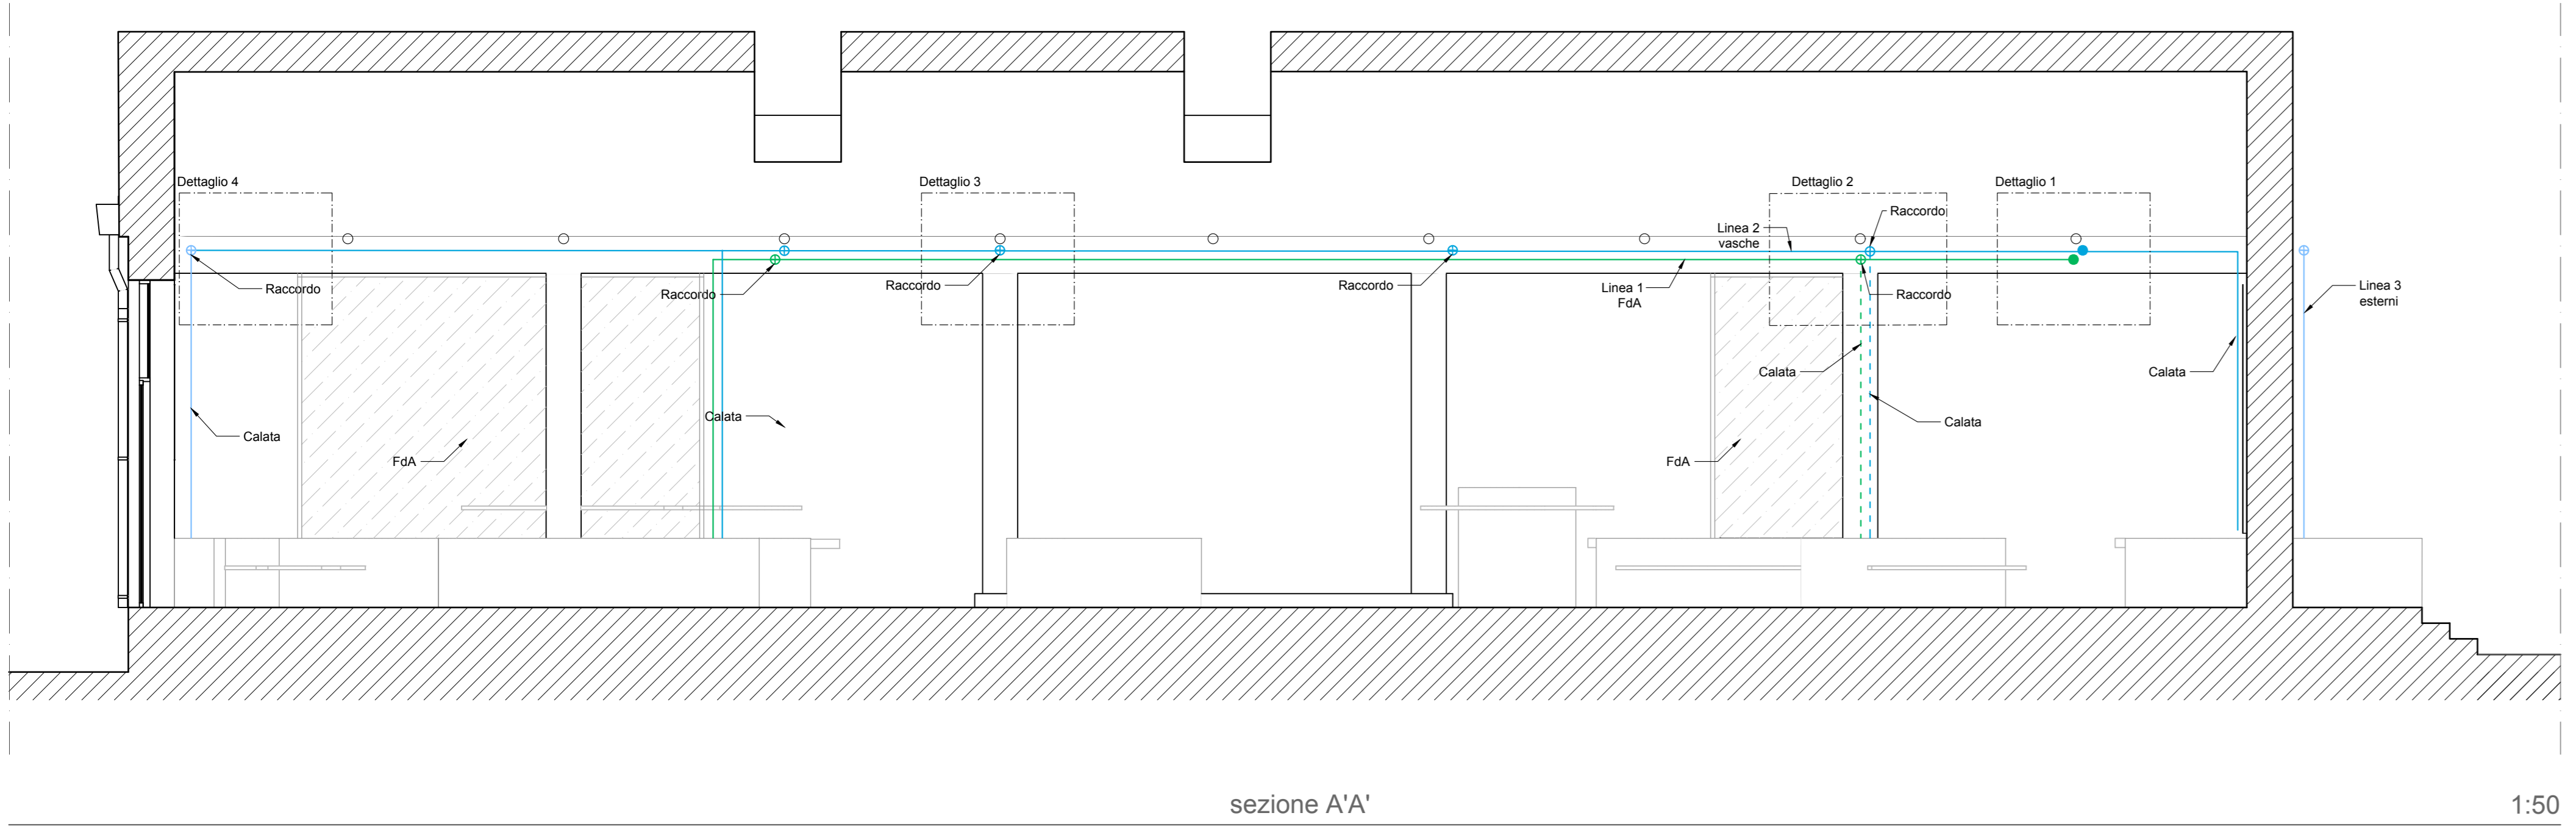 Dettaglio 4
Dettaglio 3
Dettaglio 2
Dettaglio 1
Raccordo
Linea 2
vasche
Raccordo
Raccordo
Raccordo
Raccordo
Linea 1
FdA
Raccordo
Linea 3
esterni
Calata
Calata
Calata
Calata
Calata
FdA
FdA
sezione A'A'
1:50